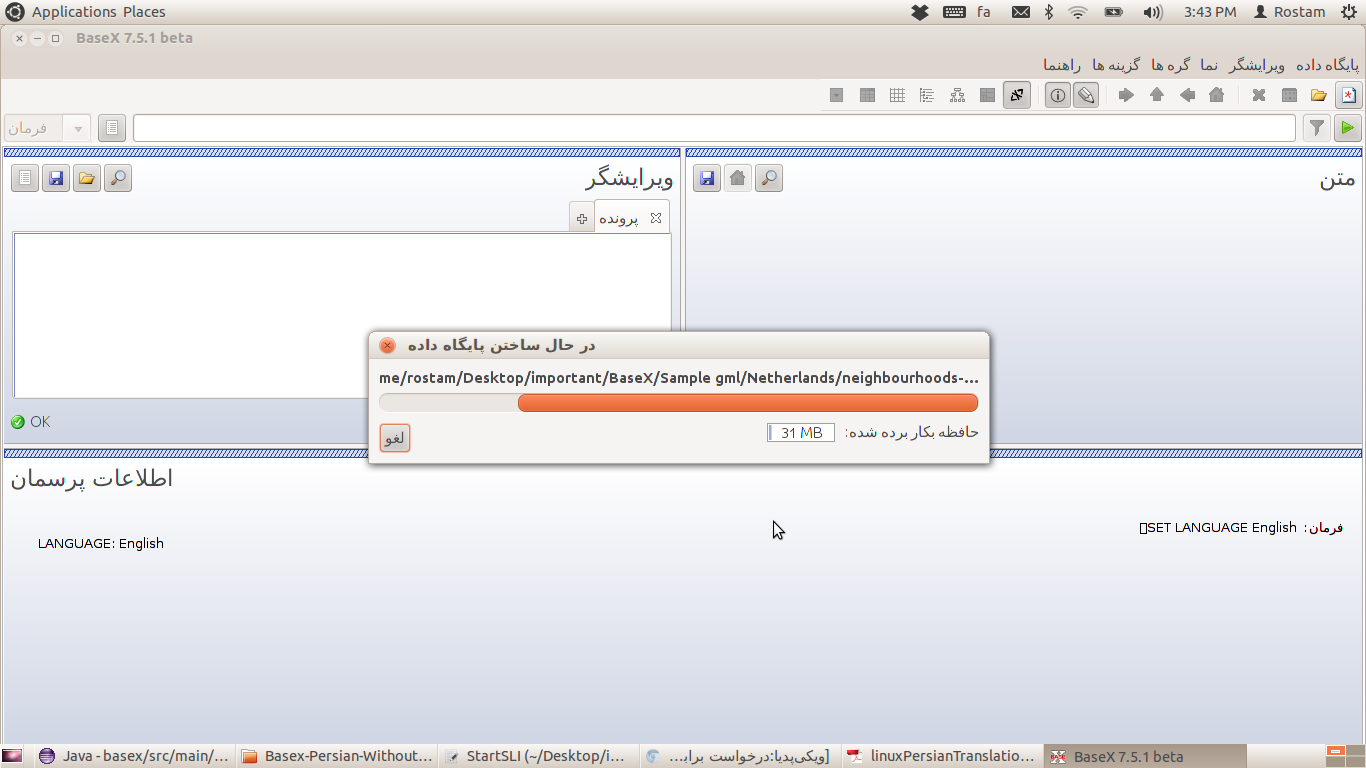 Applications Places fa 3:43 PM Rostam
BaseX 7.5.1 beta
پایگاه داده ویرایشگر نما گره ها گزینه ها راهنما
فرمان
ویرایشگر
متن
پرونده
در حال ساختن پایگاه داده
me/rostam/Desktop/important/BaseX/Sample gml/Netherlands/neighbourhoods-...
حافظه بکار برده شده: 31 MB
لغو
OK
اطلاعات پرسمان
فرمان: SET LANGUAGE English
LANGUAGE: English
Java - basex/src/main/... Basex-Persian-Without... StartSLI (~/Desktop/i... [ویکی‌پدیا:درخواست برای... linuxPersianTranslatio... BaseX 7.5.1 beta